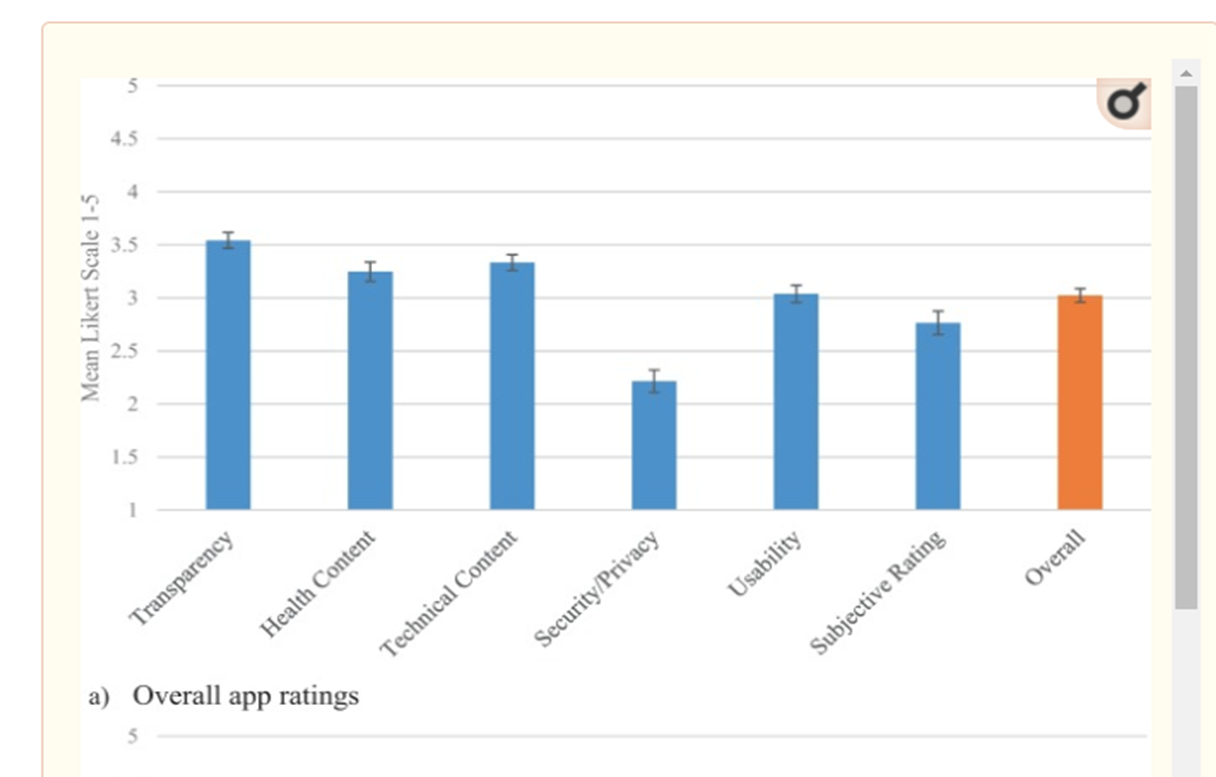 5
4.5
4
3.5
3
2.5
2
1.5
1
Mean Likert Scale 1-5
Transparency
Health Content
Technical Content
Security/Privacy
Usability
Subjective Rating
Overall
a) Overall app ratings
5